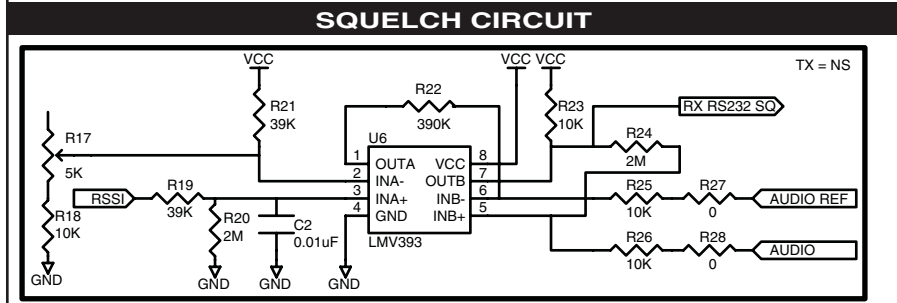 SQUELCH CIRCUIT
VCC
VCC VCC
TX = NS
R21
39K
R22
390K
R23
10K
RX RS232 SQ
R24
2M
R17
5K
U6
1 OUTA VCC 8
2 INA- OUTB 7
3 INA+ INB- 6
4 GND INB+ 5
LMV393
RSSI
R19
39K
R18
10K
R20
2M
C2
0.01uF
R25
10K
R27
0
AUDIO REF
R26
10K
R28
0
AUDIO
GND
GND
GND
GND